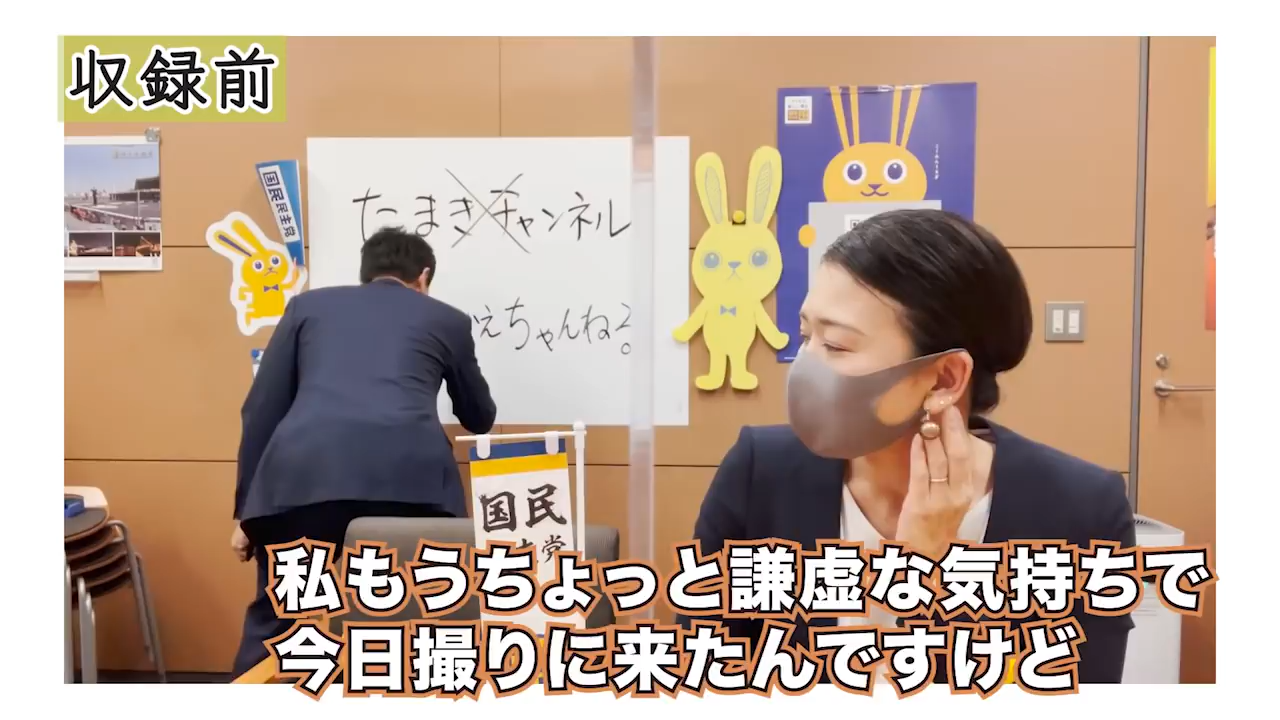 収録前
国民民主党
たまきチャンネル
えちゃんねる
国民
党
私もうちょっと謙虚な気持ちで
今日撮りに来たんですけど